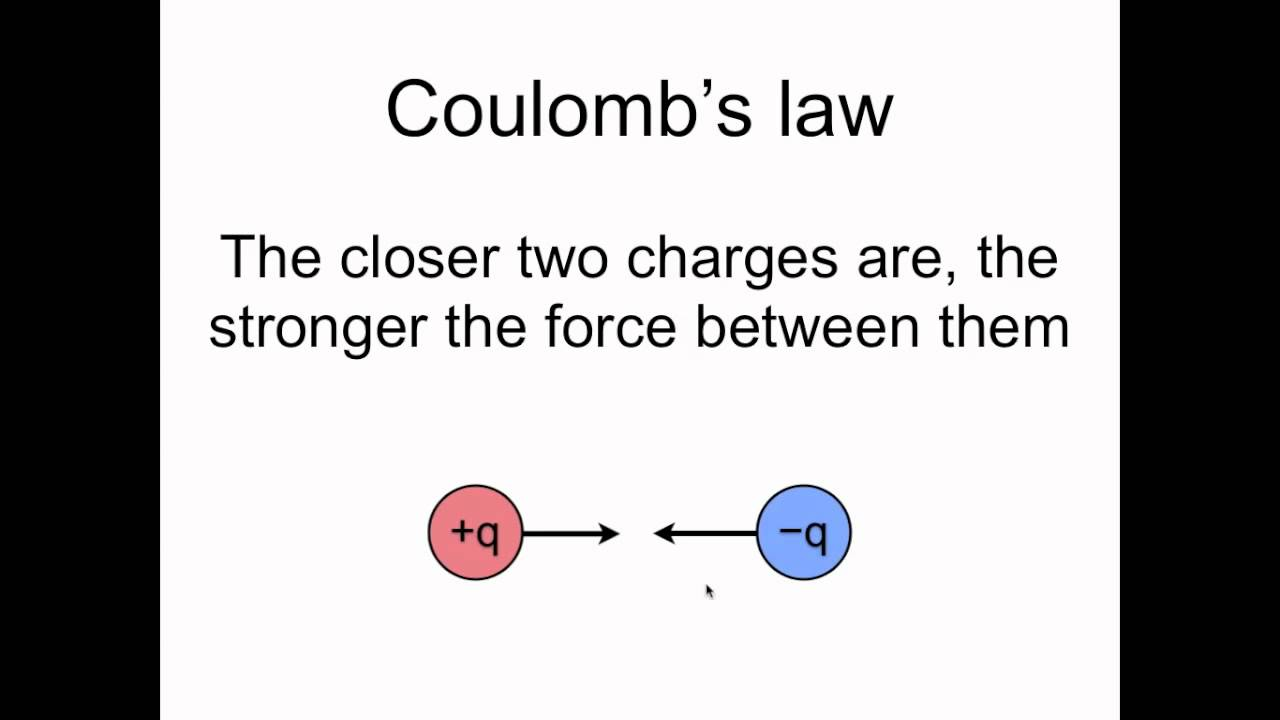 Coulomb’s law
The closer two charges are, the
stronger the force between them
+q
−q